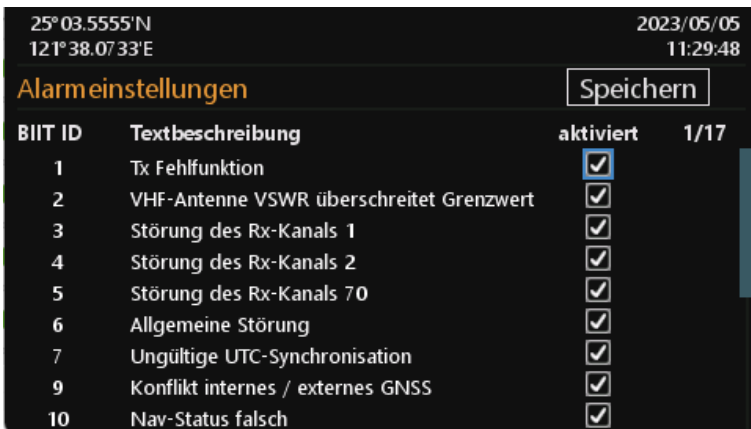 25°03.5555'N 2023/05/05
121°38.0733'E 11:29:48
Alarmeinstellungen Speichern
BIIT ID Textbeschreibung aktiviert 1/17
1 Tx Fehlfunktion
2 VHF-Antenne VSWR überschreitet Grenzwert
3 Störung des Rx-Kanals 1
4 Störung des Rx-Kanals 2
5 Störung des Rx-Kanals 70
6 Allgemeine Störung
7 Ungültige UTC-Synchronisation
9 Konflikt internes / externes GNSS
10 Nav-Status falsch